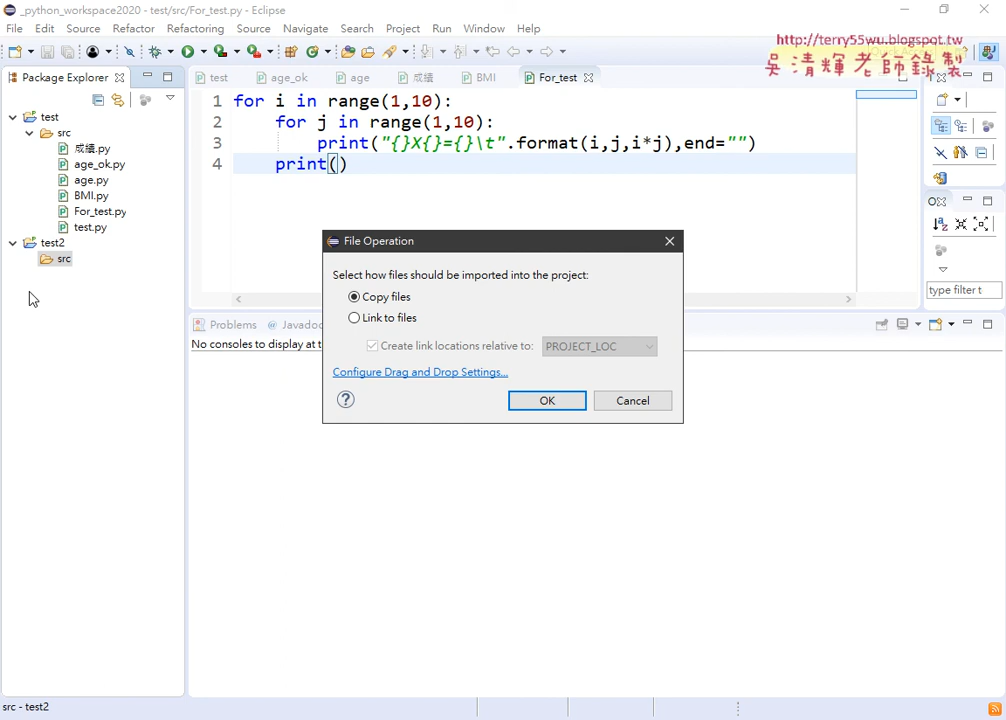 _python_workspace2020 - test/src/For_test.py - Eclipse
File Edit Source Refactor Refactoring Source Navigate Search Project Run Window Help
http://terry55wu.blogspot.tw
吳清輝老師錄製
Package Explorer
test age_ok age 成績 BMI For_test
test
src
成績.py
age_ok.py
age.py
BMI.py
For_test.py
test.py
test2
src
1 for i in range(1,10):
2 for j in range(1,10):
3 print("{}X{}={}\t".format(i,j,i*j),end="")
4 print()
File Operation
Select how files should be imported into the project:
Copy files
Link to files
Create link locations relative to: PROJECT_LOC
Configure Drag and Drop Settings...
OK Cancel
Problems @ Javadoc
No consoles to display at t
type filter t
src - test2